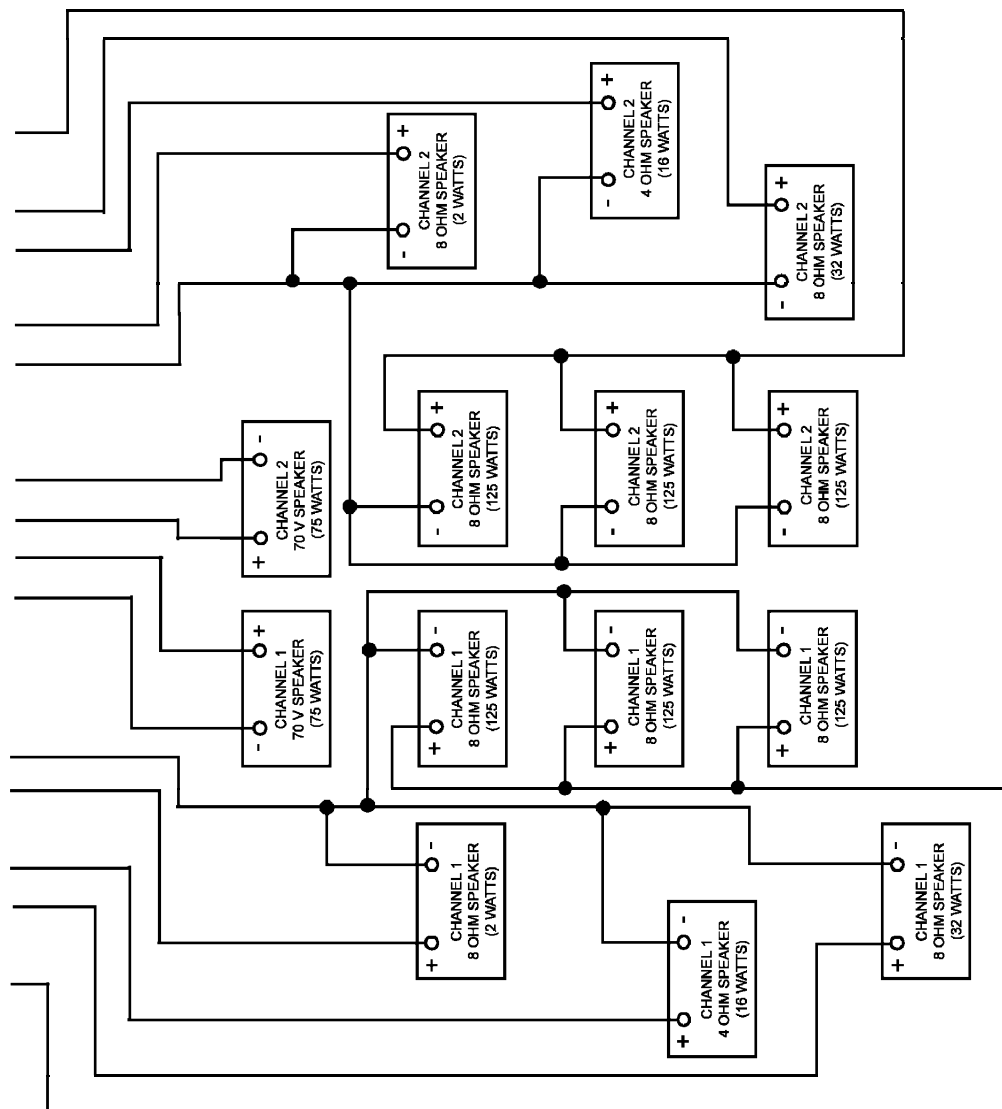 +
-
CHANNEL 2
4 OHM SPEAKER
(16 WATTS)
+
-
CHANNEL 2
8 OHM SPEAKER
(2 WATTS)
+
-
CHANNEL 2
8 OHM SPEAKER
(32 WATTS)
+
-
CHANNEL 2
8 OHM SPEAKER
(125 WATTS)
+
-
CHANNEL 2
8 OHM SPEAKER
(125 WATTS)
+
-
CHANNEL 2
8 OHM SPEAKER
(125 WATTS)
-
+
CHANNEL 2
70 V SPEAKER
(75 WATTS)
+
-
CHANNEL 1
70 V SPEAKER
(75 WATTS)
-
+
CHANNEL 1
8 OHM SPEAKER
(125 WATTS)
-
+
CHANNEL 1
8 OHM SPEAKER
(125 WATTS)
-
+
CHANNEL 1
8 OHM SPEAKER
(125 WATTS)
-
+
CHANNEL 1
8 OHM SPEAKER
(2 WATTS)
-
+
CHANNEL 1
4 OHM SPEAKER
(16 WATTS)
-
+
CHANNEL 1
8 OHM SPEAKER
(32 WATTS)